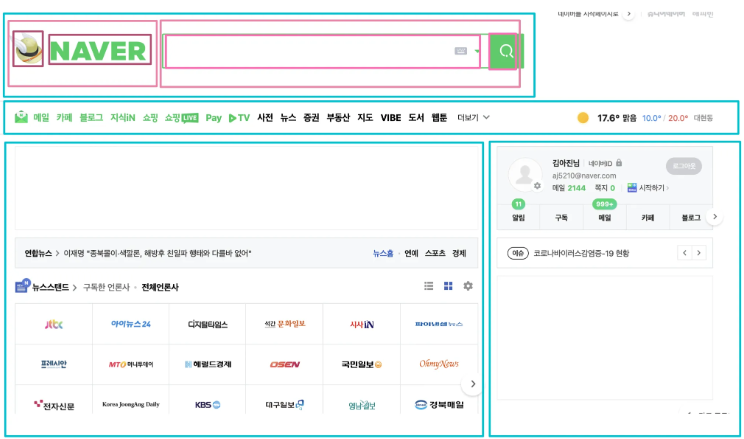 네이버를 시작페이지로 >
NAVER
메일 카페 블로그 지식iN 쇼핑 쇼핑LIVE Pay TV 사전 뉴스 증권 부동산 지도 VIBE 도서 웹툰 더보기
17.6° 맑음 10.0° / 20.0° 대현동
김아진님 네이버ID
로그아웃
aj5210@naver.com
메일 2144 쪽지 0 시작하기
11 999+
알림 구독 메일 카페 블로그
연합뉴스 > 이재명 "종북몰이·색깔론, 해방후 친일파 행태와 다를바 없어" 뉴스홈 · 연예 스포츠 경제
이슈 코로나바이러스감염증-19 현황
뉴스스탠드 > 구독한 언론사 · 전체언론사
jtbc 아이뉴스24 디지털타임스 문화일보 시사iN 파이낸셜뉴스
프레시안 MTO 머니투데이 헤럴드경제 OSEN 국민일보 OhmyNews
전자신문 Korea JoongAng Daily KBS 대구일보 영남일보 경북매일